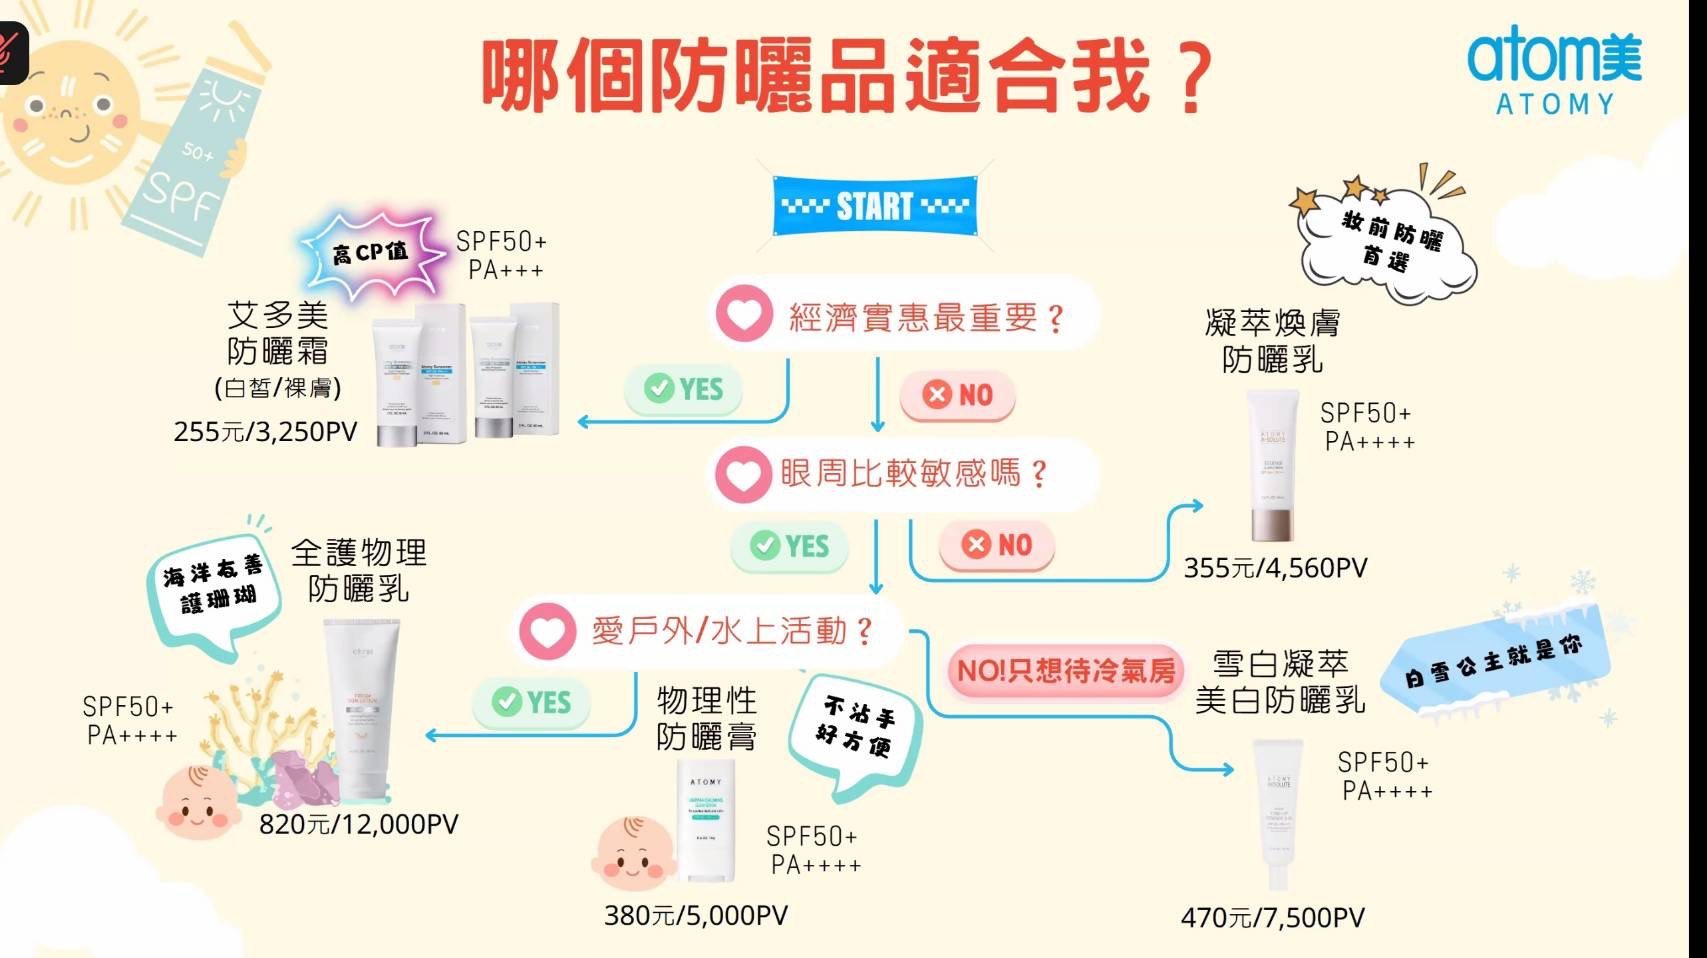 哪個防曬品適合我？
atom美
ATOMY
50+
SPF
START
高CP值
SPF50+
PA+++
艾多美
防曬霜
(白皙/裸膚)
255元/3,250PV
經濟實惠最重要？
YES
NO
妝前防曬
首選
凝萃煥膚
防曬乳
SPF50+
PA++++
355元/4,560PV
眼周比較敏感嗎？
YES
NO
海洋友善
護珊瑚
全護物理
防曬乳
SPF50+
PA++++
820元/12,000PV
愛戶外/水上活動？
YES
NO!只想待冷氣房
物理性
防曬膏
不沾手
好方便
ATOMY
SPF50+
PA++++
380元/5,000PV
雪白凝萃
美白防曬乳
白雪公主就是你
SPF50+
PA++++
470元/7,500PV